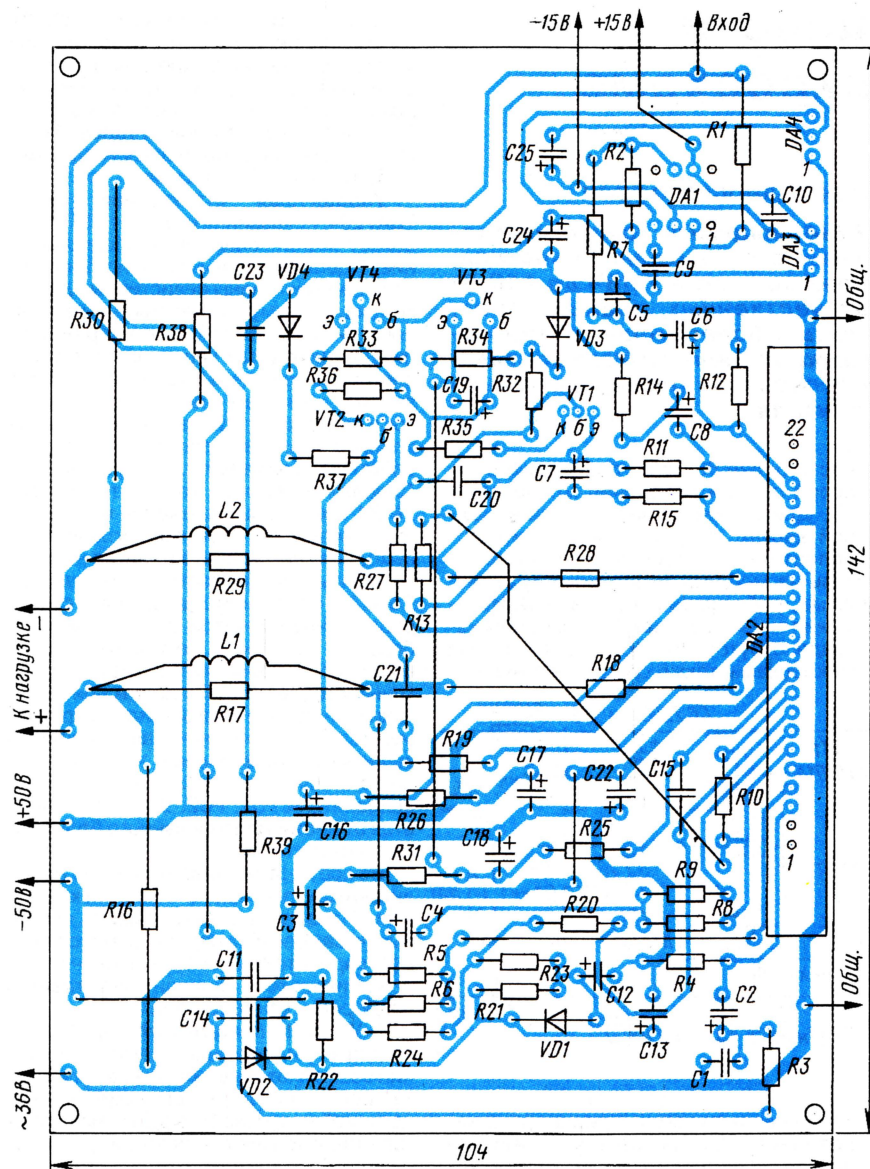 -15В +15В Вход
R1
DA4
C25
R2
1
DA1
C10
C24
R7
1
DA3
C9
1
C23
VD4
VT4
VT3
C5
Общ.
К
К
R30
R38
Э
б
Э
б
C6
R33
R34
VD3
R36
C19
R32
VT1
R14
R12
VT2
К
Э
C8
б
R35
К б Э
22
R37
C20
C7
R11
R15
L2
R28
142
R29
R27
R13
DA2
К нагрузке
- +
L1
C21
R18
R17
R19
C17
C22
C15
+50В
R10
C16
R26
C18
R25
R39
1
R31
R9
-50В
R16
C3
C4
R20
R8
C11
R5
R23
C12
R4
Общ.
R6
C2
C14
R21
R24
VD1
C13
C1
R3
~36В
VD2
R22
104